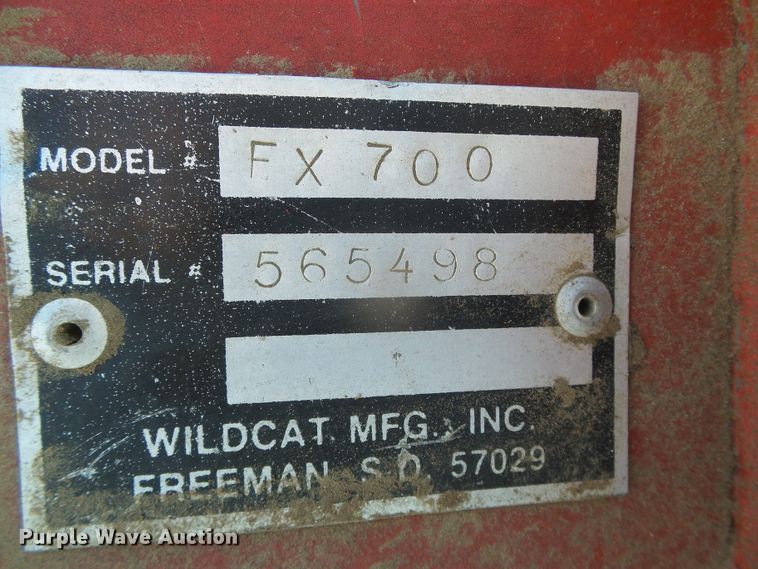 MODEL # FX 700
SERIAL # 565498
WILDCAT MFG., INC.
FREEMAN, S.D. 57029
Purple Wave Auction